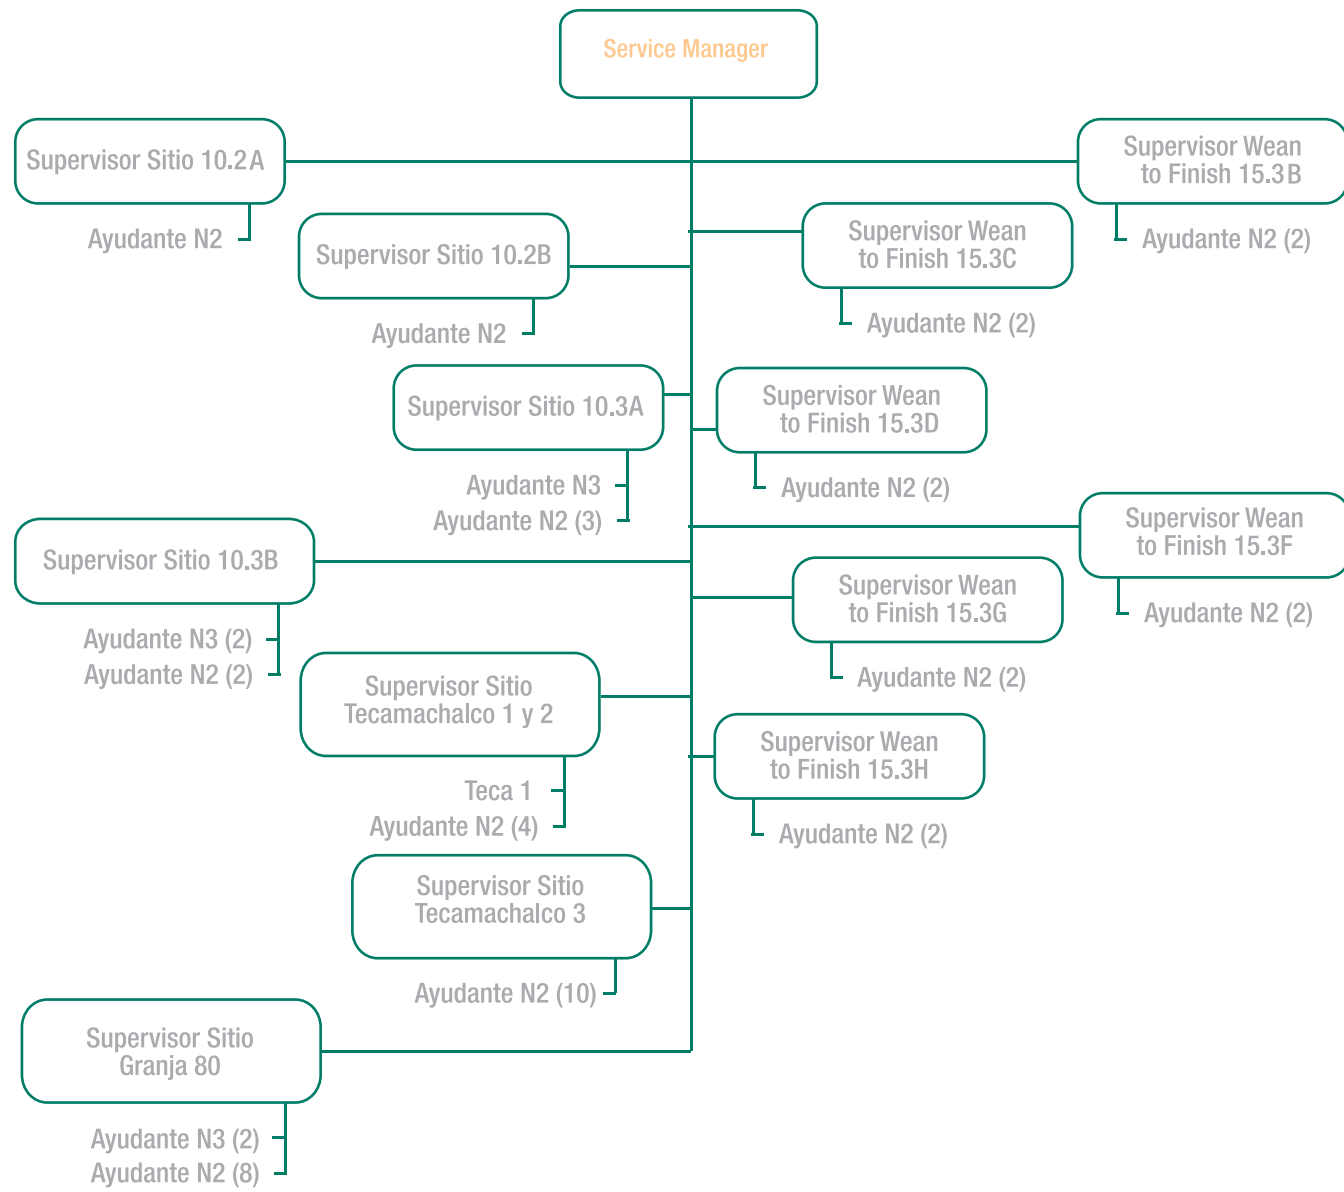 Service Manager
Supervisor Sitio 10.2A
Ayudante N2
Supervisor Wean
to Finish 15.3B
Ayudante N2 (2)
Supervisor Sitio 10.2B
Ayudante N2
Supervisor Wean
to Finish 15.3C
Ayudante N2 (2)
Supervisor Sitio 10.3A
Ayudante N3
Ayudante N2 (3)
Supervisor Wean
to Finish 15.3D
Ayudante N2 (2)
Supervisor Wean
to Finish 15.3F
Ayudante N2 (2)
Supervisor Sitio 10.3B
Ayudante N3 (2)
Ayudante N2 (2)
Supervisor Wean
to Finish 15.3G
Ayudante N2 (2)
Supervisor Sitio
Tecamachalco 1 y 2
Teca 1
Ayudante N2 (4)
Supervisor Wean
to Finish 15.3H
Ayudante N2 (2)
Supervisor Sitio
Tecamachalco 3
Ayudante N2 (10)
Supervisor Sitio
Granja 80
Ayudante N3 (2)
Ayudante N2 (8)